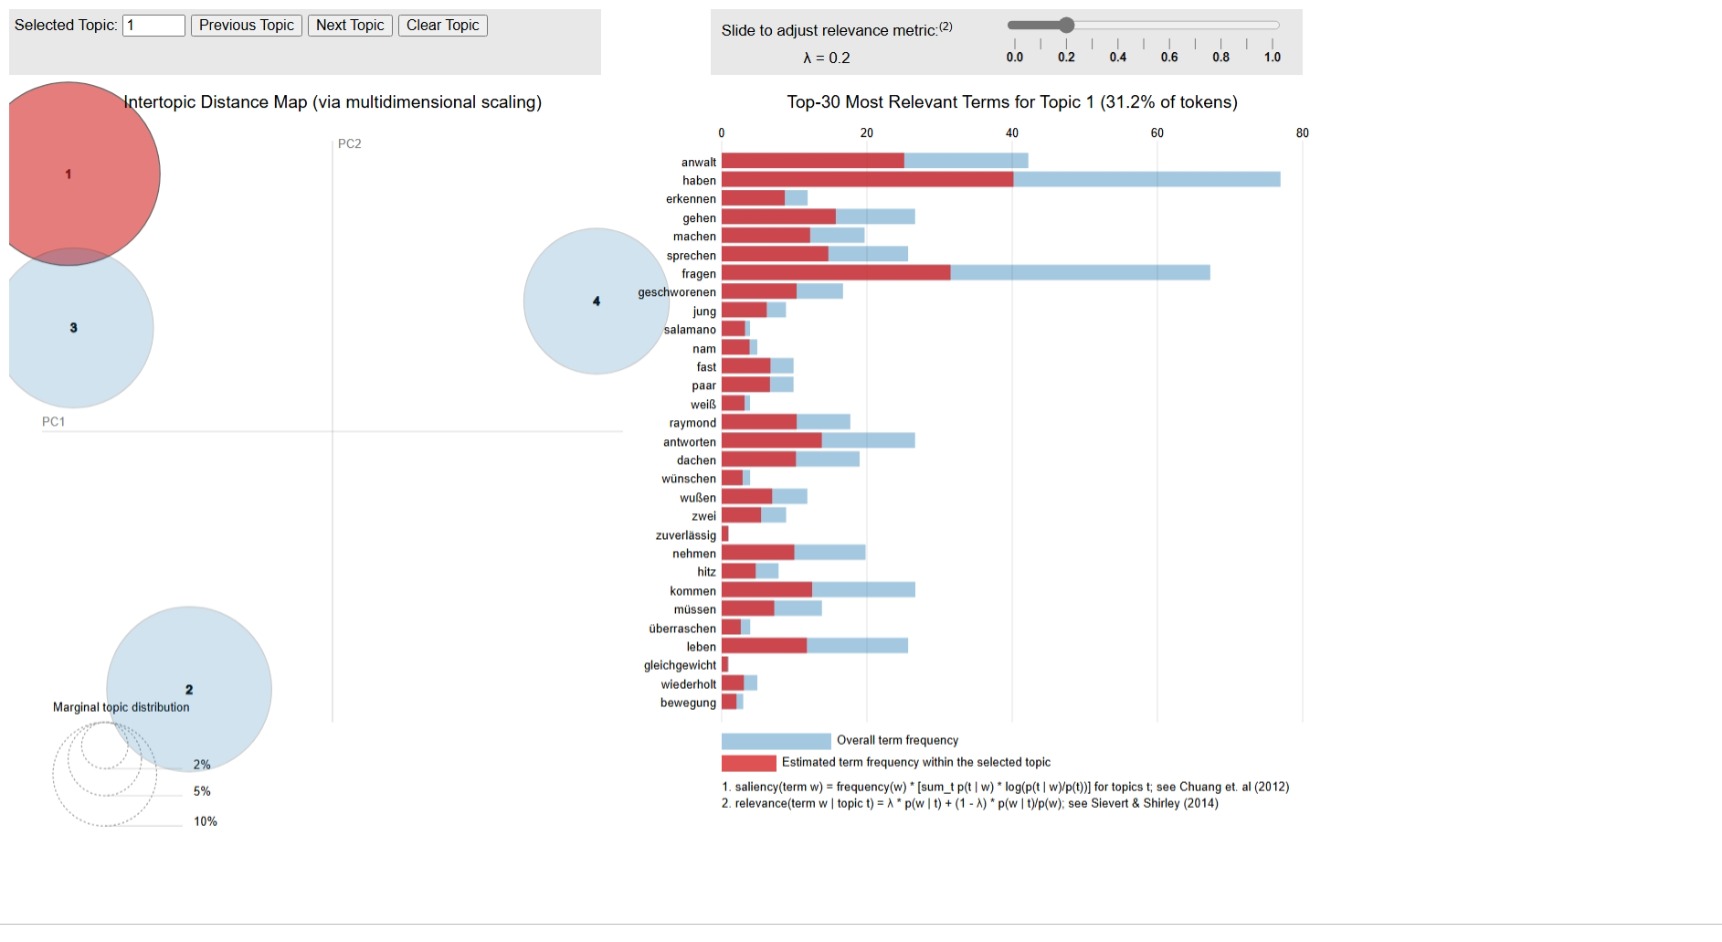 Selected Topic: 1 Previous Topic Next Topic Clear Topic
Slide to adjust relevance metric:(2)
λ = 0.2
0.0 0.2 0.4 0.6 0.8 1.0
Intertopic Distance Map (via multidimensional scaling)
PC2
PC1
1
3
4
2
Marginal topic distribution
2%
5%
10%
Top-30 Most Relevant Terms for Topic 1 (31.2% of tokens)
0 20 40 60 80
anwalt
haben
erkennen
gehen
machen
sprechen
fragen
geschworenen
jung
salamano
nam
fast
paar
weiß
raymond
antworten
dachen
wünschen
wußen
zwei
zuverlässig
nehmen
hitz
kommen
müssen
überraschen
leben
gleichgewicht
wiederholt
bewegung
Overall term frequency
Estimated term frequency within the selected topic
1. saliency(term w) = frequency(w) * [sum_t p(t | w) * log(p(t | w)/p(t))] for topics t; see Chuang et. al (2012)
2. relevance(term w | topic t) = λ * p(w | t) + (1 - λ) * p(w | t)/p(w); see Sievert & Shirley (2014)